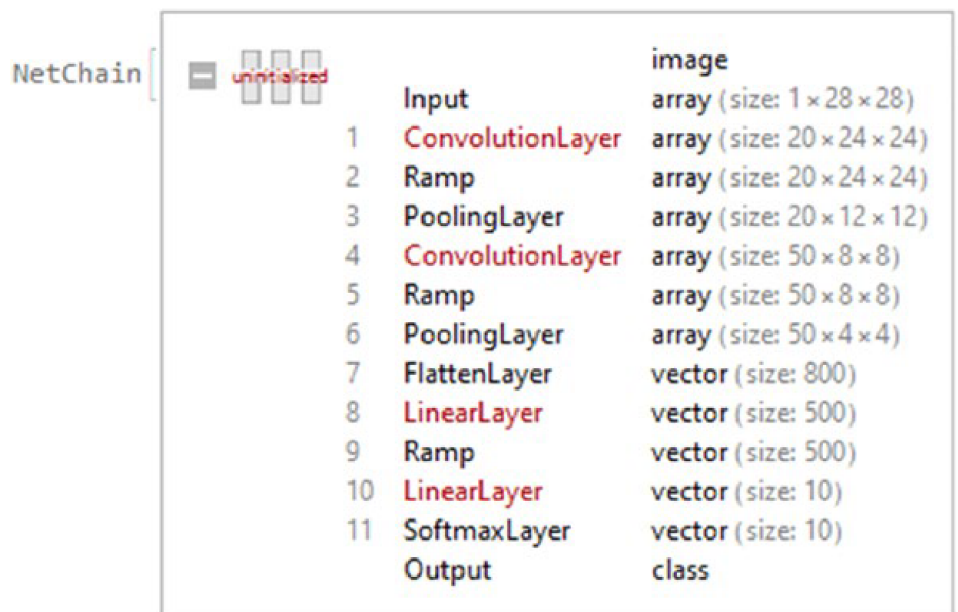 image
NetChain
uninitialized
Input array (size: 1×28×28)
1 ConvolutionLayer array (size: 20×24×24)
2 Ramp array (size: 20×24×24)
3 PoolingLayer array (size: 20×12×12)
4 ConvolutionLayer array (size: 50×8×8)
5 Ramp array (size: 50×8×8)
6 PoolingLayer array (size: 50×4×4)
7 FlattenLayer vector (size: 800)
8 LinearLayer vector (size: 500)
9 Ramp vector (size: 500)
10 LinearLayer vector (size: 10)
11 SoftmaxLayer vector (size: 10)
Output class